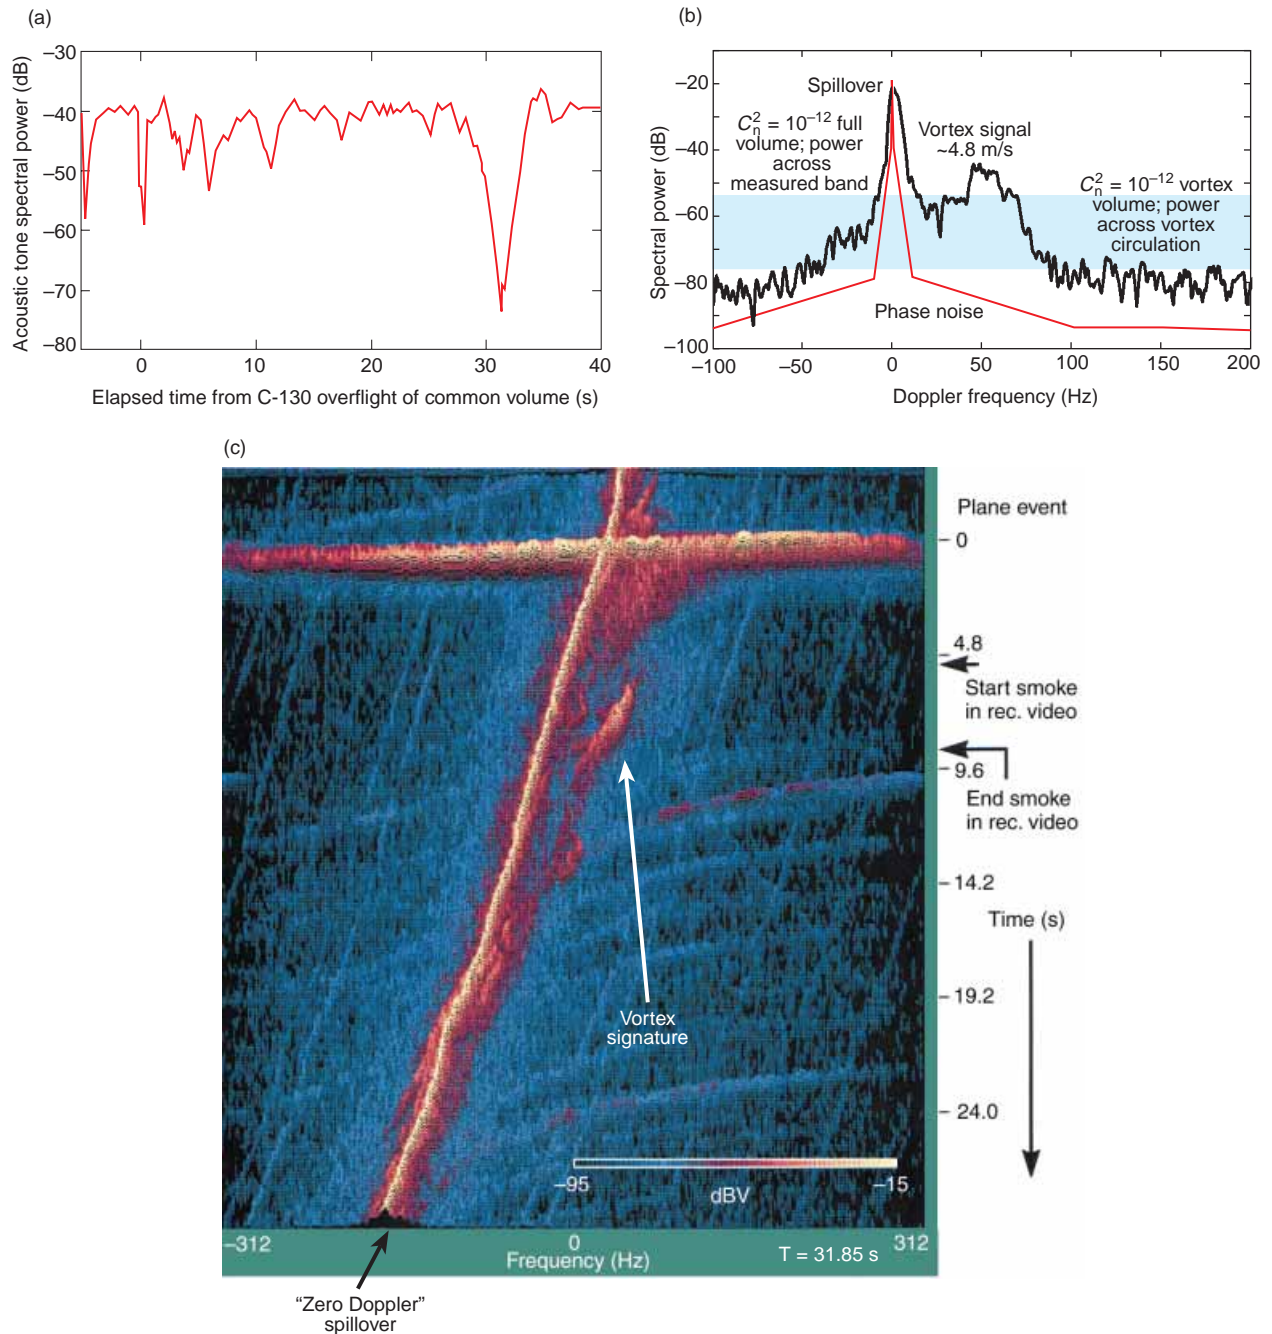 (a)
–30
–40
–50
–60
–70
–80
Acoustic tone spectral power (dB)
0
10
20
30
40
Elapsed time from C-130 overflight of common volume (s)
(b)
–20
–40
–60
–80
–100
Spectral power (dB)
Spillover
C²ₙ = 10⁻¹² full
volume; power
across
measured band
Vortex signal
~4.8 m/s
C²ₙ = 10⁻¹² vortex
volume; power
across vortex
circulation
Phase noise
–100
–50
0
50
100
150
200
Doppler frequency (Hz)
(c)
Plane event
0
4.8
Start smoke
in rec. video
9.6
End smoke
in rec. video
14.2
Time (s)
19.2
24.0
Vortex
signature
–95
–15
dBV
–312
0
312
Frequency (Hz)
T = 31.85 s
“Zero Doppler”
spillover